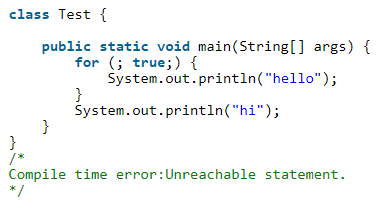 class Test {
    public static void main(String[] args) {
        for (; true;) {
            System.out.println("hello");
        }
        System.out.println("hi");
    }
}
/*
Compile time error:Unreachable statement.
*/